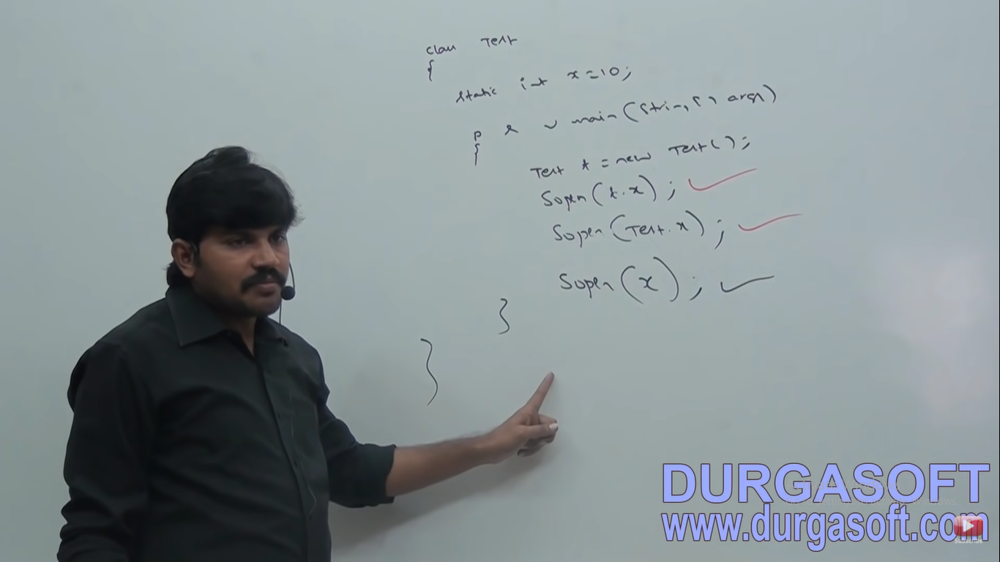 class Test
{
static int x=10;
p s v main(String[] args)
{
Test t = new Test();
Sopln(t.x);
Sopln(Test.x);
Sopln(x);
}
}
DURGASOFT
www.durgasoft.com
Subscribe